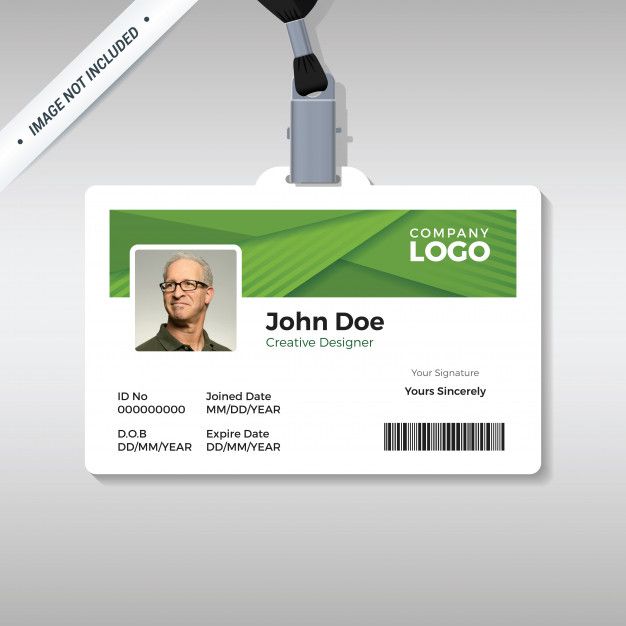 IMAGE NOT INCLUDED
COMPANY
LOGO
John Doe
Creative Designer
Your Signature
Yours Sincerely
ID No
000000000
Joined Date
MM/DD/YEAR
D.O.B
DD/MM/YEAR
Expire Date
DD/MM/YEAR